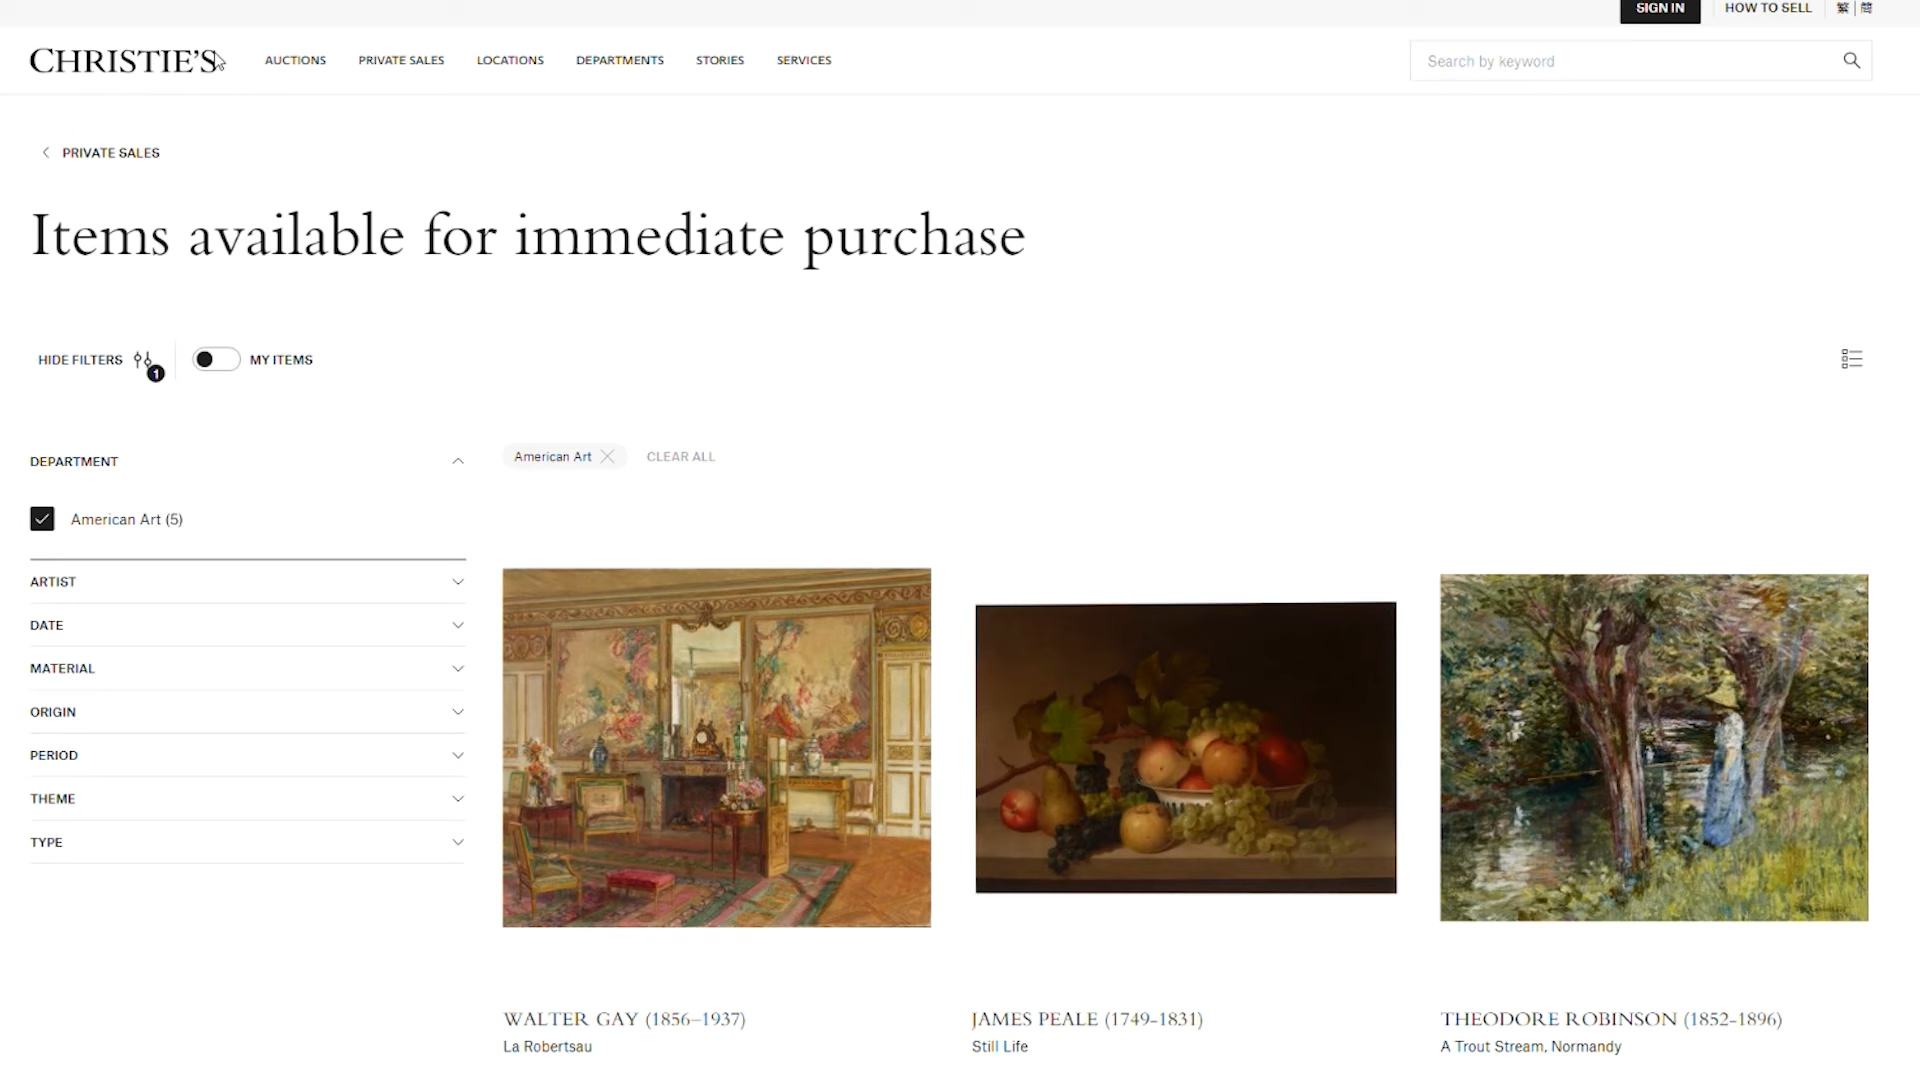 SIGN IN
HOW TO SELL
繁 | 簡
CHRISTIE'S
AUCTIONS
PRIVATE SALES
LOCATIONS
DEPARTMENTS
STORIES
SERVICES
Search by keyword
PRIVATE SALES
Items available for immediate purchase
HIDE FILTERS
1
MY ITEMS
DEPARTMENT
American Art
CLEAR ALL
American Art (5)
ARTIST
DATE
MATERIAL
ORIGIN
PERIOD
THEME
TYPE
WALTER GAY (1856–1937)
La Robertsau
JAMES PEALE (1749-1831)
Still Life
THEODORE ROBINSON (1852-1896)
A Trout Stream, Normandy